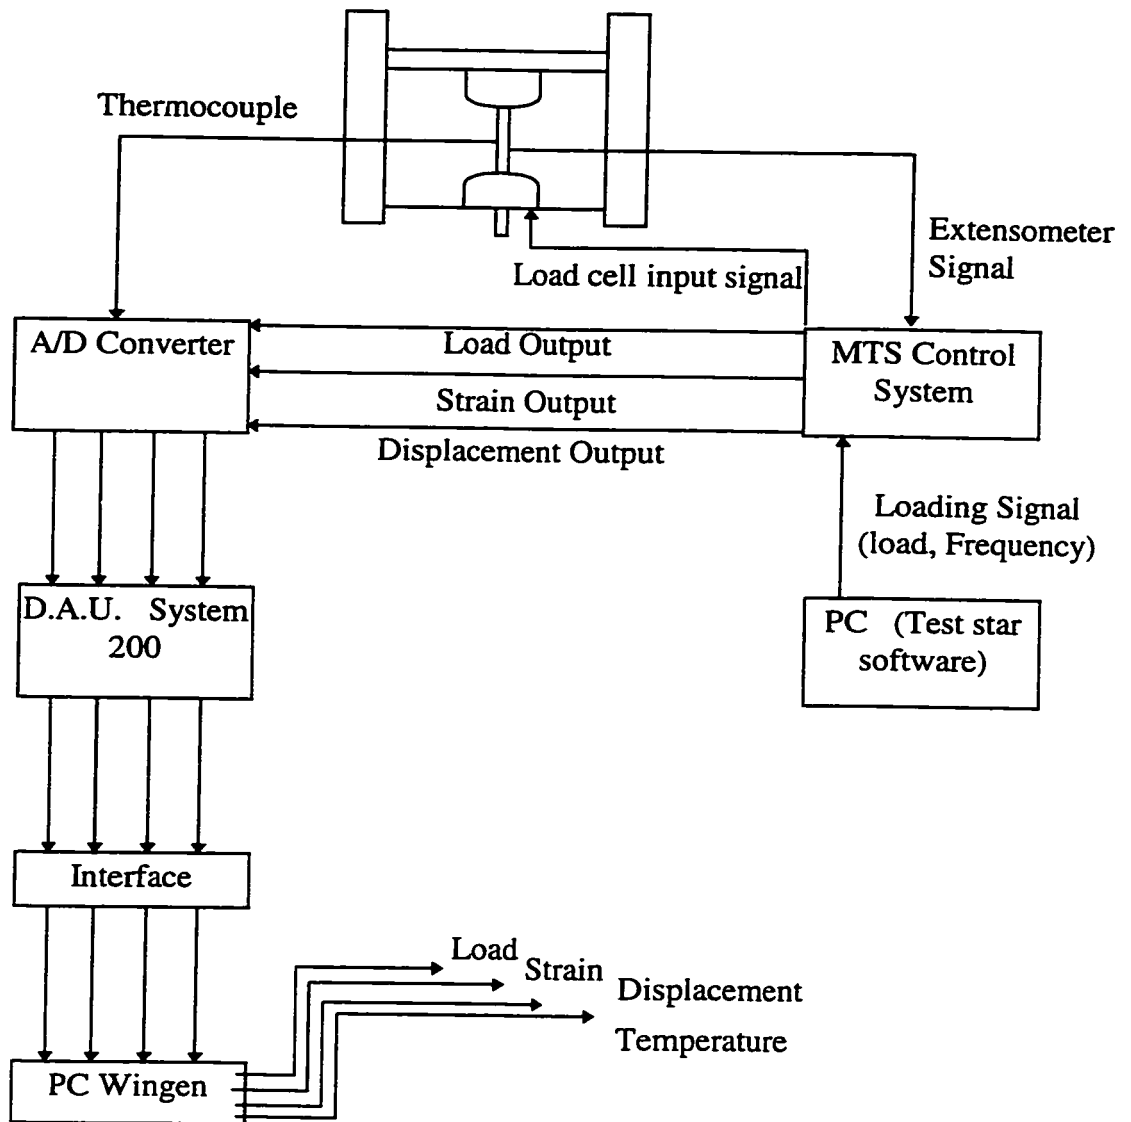 Thermocouple
Extensometer
Signal
Load cell input signal
A/D Converter
Load Output
MTS Control
System
Strain Output
Displacement Output
Loading Signal
(load, Frequency)
D.A.U. System
200
PC (Test star
software)
Interface
Load
Strain
Displacement
Temperature
PC Wingen